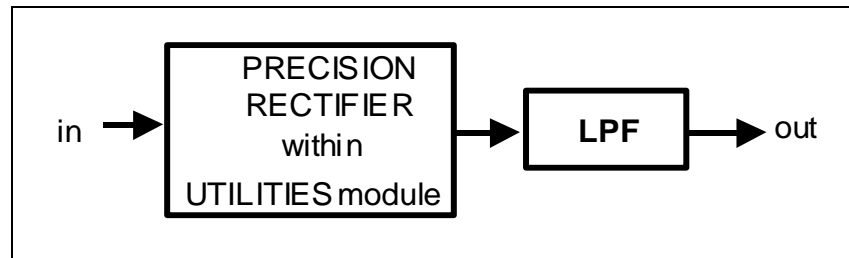 in
PRECISION
RECTIFIER
within
UTILITIES module
LPF
out